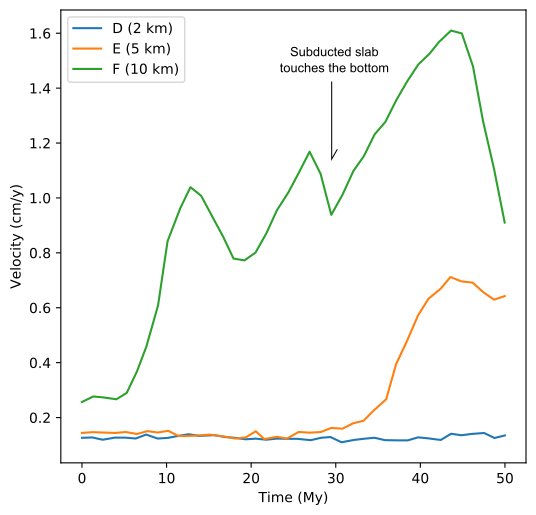 D (2 km)
E (5 km)
F (10 km)
Subducted slab
touches the bottom
Velocity (cm/y)
1.6
1.4
1.2
1.0
0.8
0.6
0.4
0.2
0 10 20 30 40 50
Time (My)